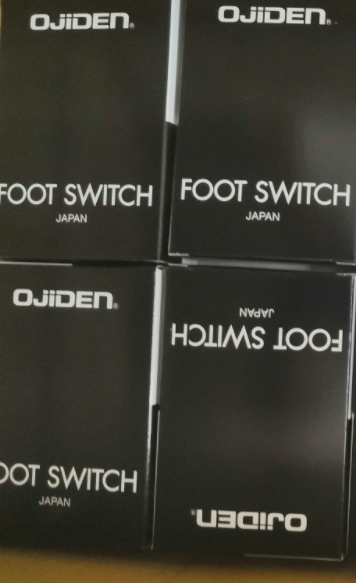 OJiDEN.
FOOT SWITCH
JAPAN
OJiDEN.
FOOT SWITCH
JAPAN
OJiDEN.
OOT SWITCH
JAPAN
OJiDEN.
FOOT SWITCH
JAPAN